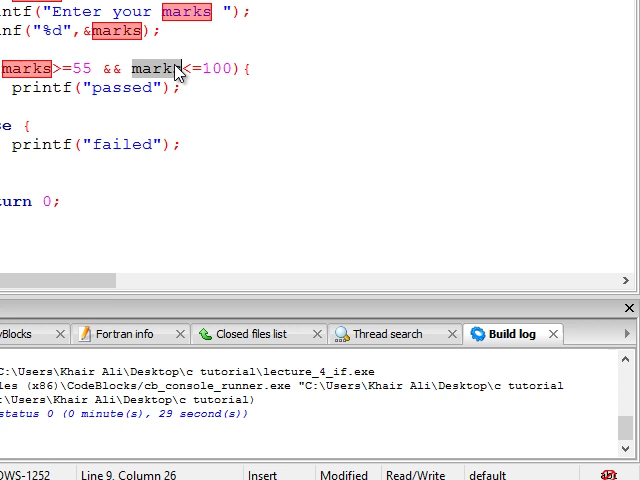 ntf("Enter your marks ");
nf("%d",&marks);
marks>=55 && marks<=100){
printf("passed");
se {
printf("failed");
turn 0;
yBlocks
Fortran info
Closed files list
Thread search
Build log
C:\Users\Khair Ali\Desktop\c tutorial\lecture_4_if.exe
les (x86)\CodeBlocks/cb_console_runner.exe "C:\Users\Khair Ali\Desktop\c tutorial
:\Users\Khair Ali\Desktop\c tutorial)
status 0 (0 minute(s), 29 second(s))
OWS-1252
Line 9, Column 26
Insert
Modified
Read/Write
default